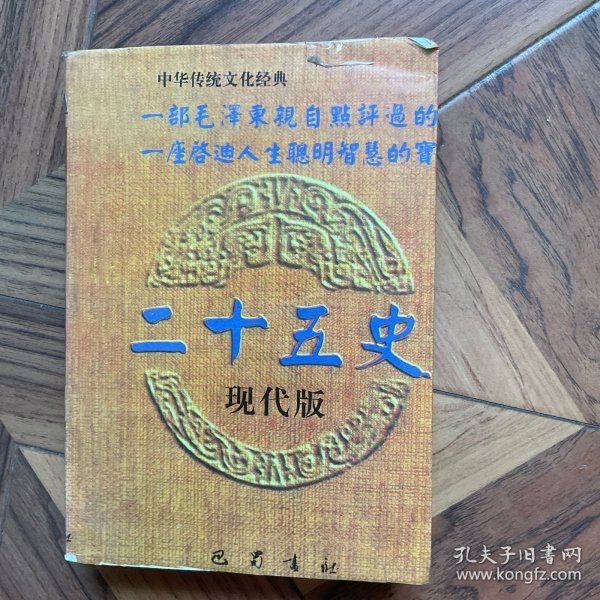 中华传统文化经典
一部毛澤東親自點評過的
一座啓迪人生聰明智慧的寶
二十五史
现代版
巴蜀書社
孔夫子旧书网
www.kongfz.com